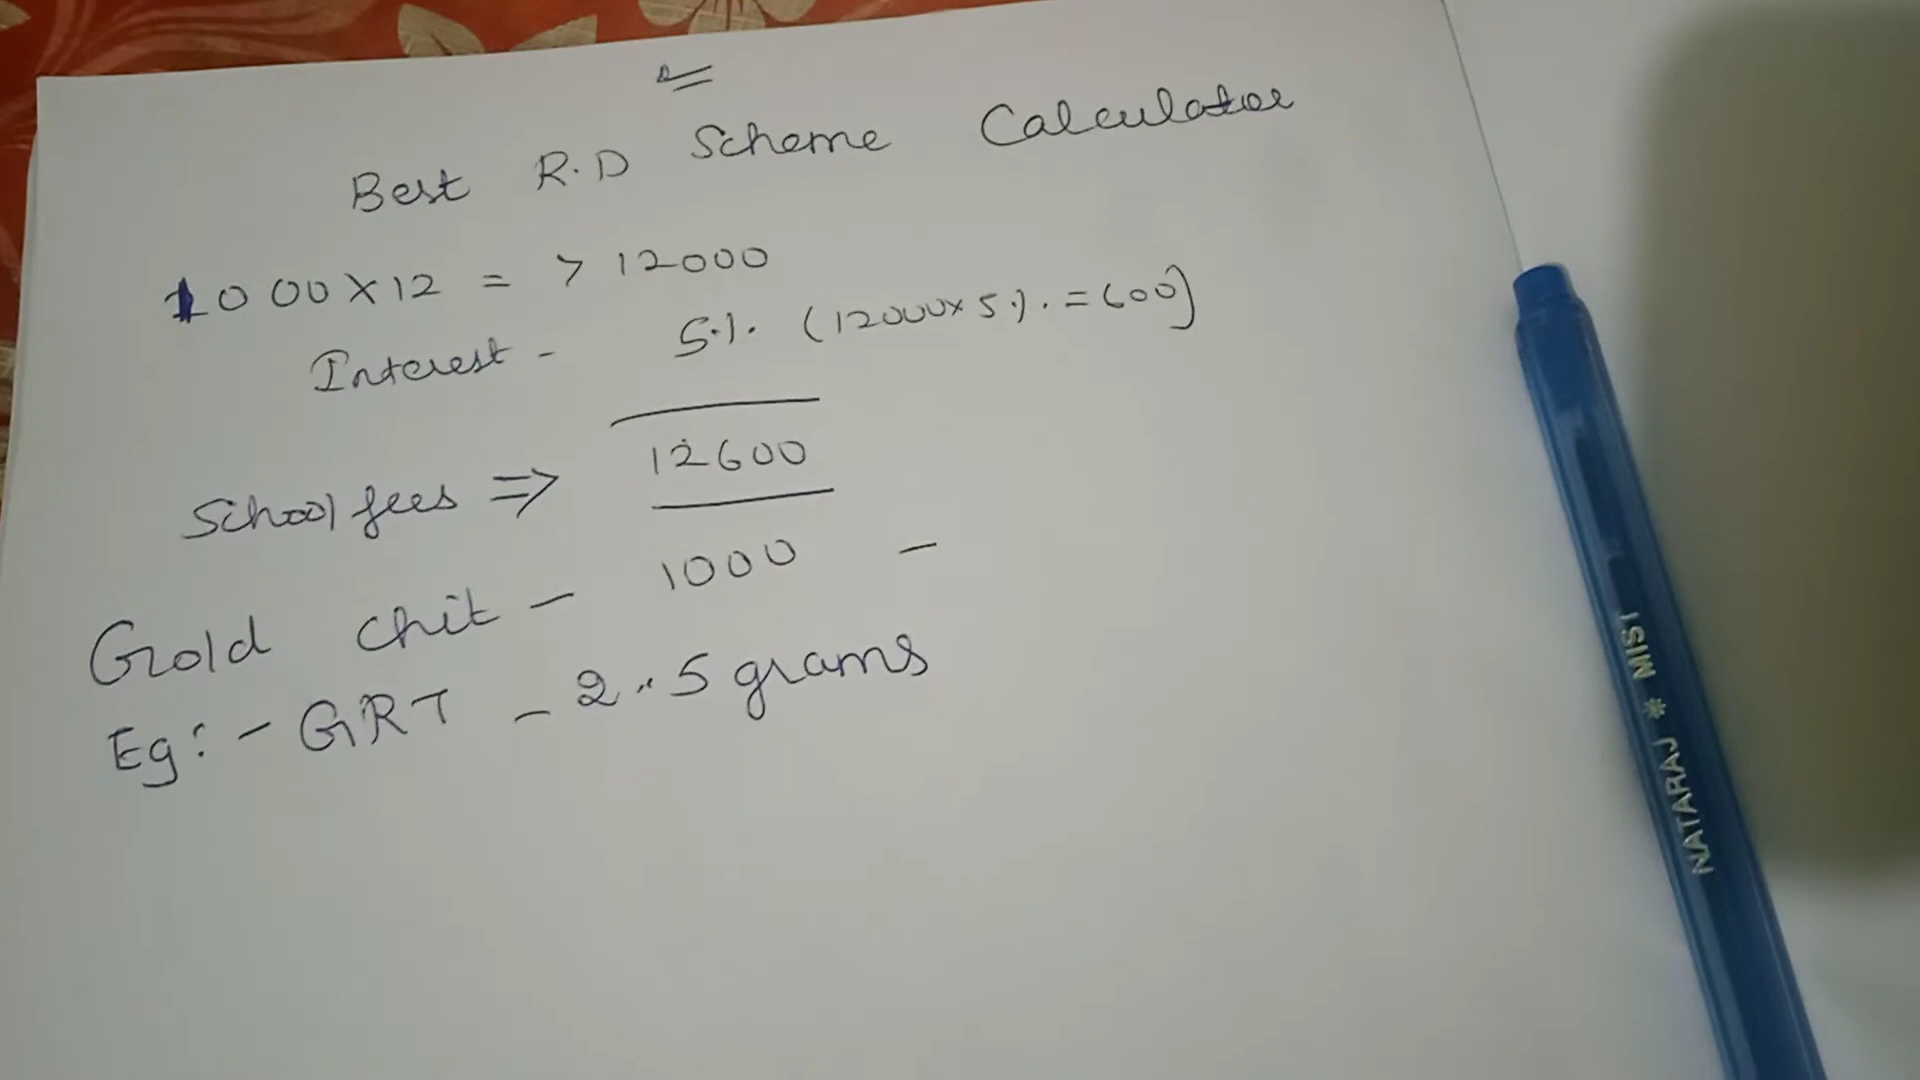 Best R.D Scheme Calculator
1000 X 12 = > 12000
Interest - 5% (12000 x 5% = 600)
12600
School fees =>
Gold chit - 1000 -
Eg: - GRT - 2.5 grams
NATARAJ * MIST